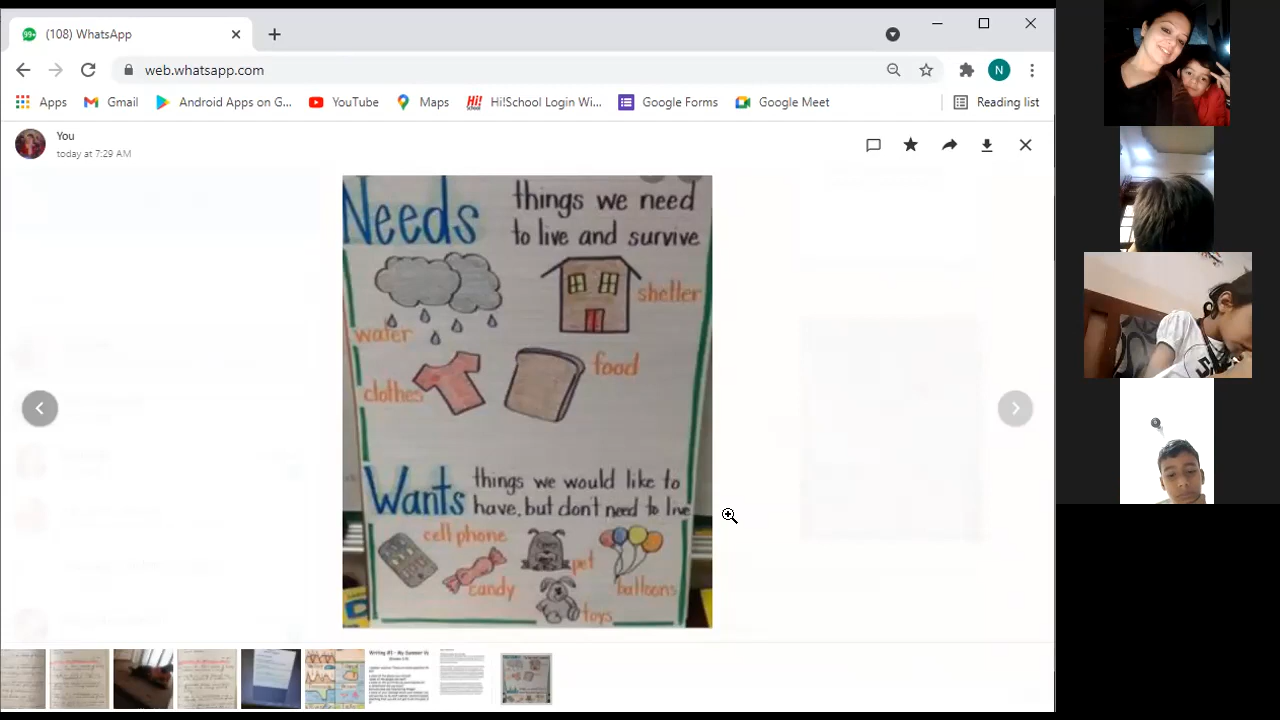 (108) WhatsApp
web.whatsapp.com
Apps
Gmail
Android Apps on G...
YouTube
Maps
Hi! Hi!School Login Wi...
Google Forms
Google Meet
Reading list
N
You
today at 7:29 AM
Needs things we need
to live and survive
shelter
water
food
clothes
Wants things we would like to
have, but don't need to live
cell phone
pet
candy
balloons
toys